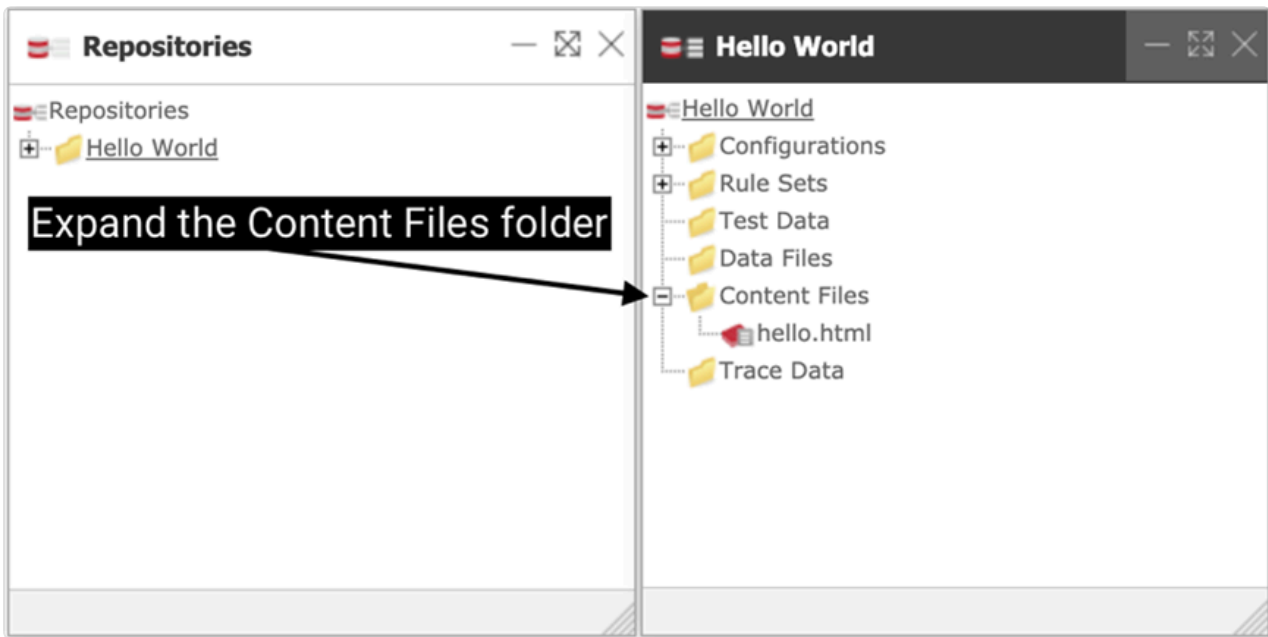 Repositories
Repositories
Hello World
Expand the Content Files folder
Hello World
Hello World
Configurations
Rule Sets
Test Data
Data Files
Content Files
hello.html
Trace Data